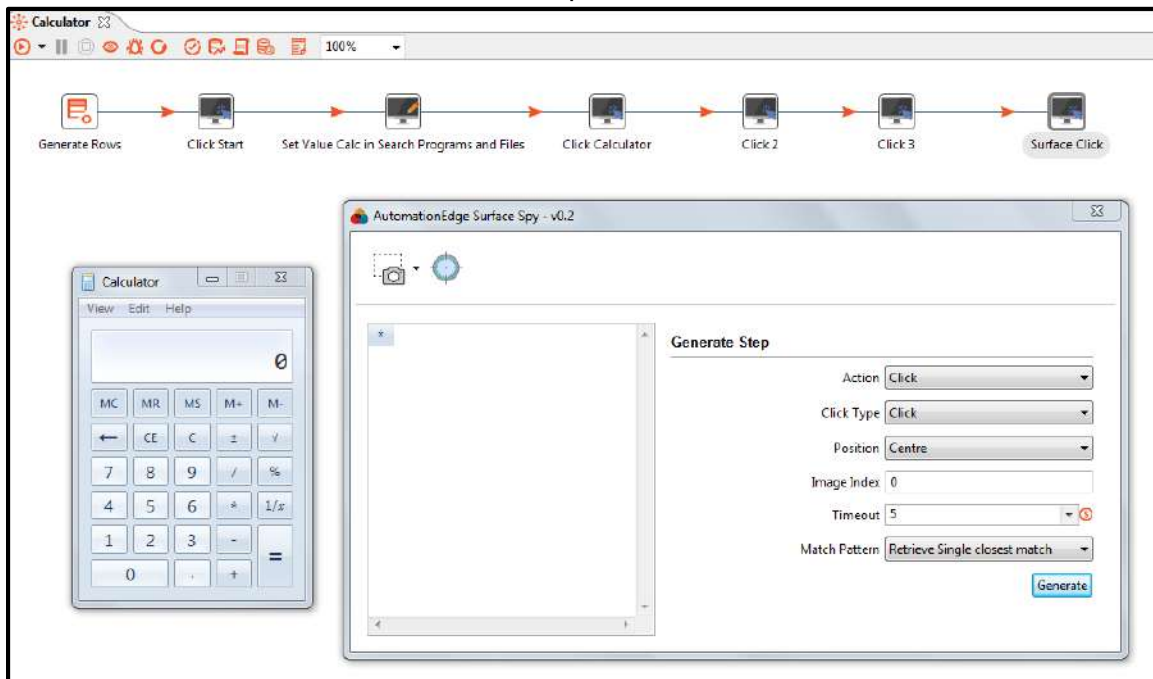 Calculator
100%
Generate Rows
Click Start
Set Value Calc in Search Programs and Files
Click Calculator
Click 2
Click 3
Surface Click
AutomationEdge Surface Spy - v0.2
Calculator
View Edit Help
0
MC MR MS M+ M-
← CE C ± √
7 8 9 / %
4 5 6 * 1/x
1 2 3 - =
0 . +
*
Generate Step
Action Click
Click Type Click
Position Centre
Image Index 0
Timeout 5
Match Pattern Retrieve Single closest match
Generate